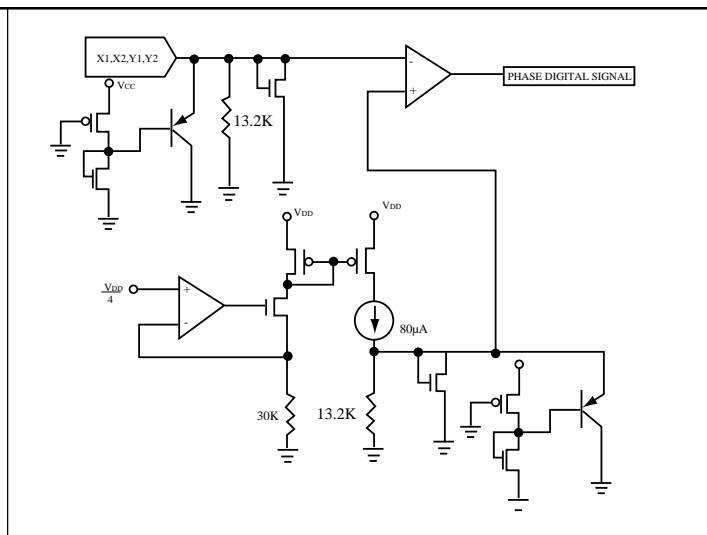 X1,X2,Y1,Y2
VCC
13.2K
-
+
PHASE DIGITAL SIGNAL
VDD
VDD
VDD
4
+
-
80µA
30K
13.2K